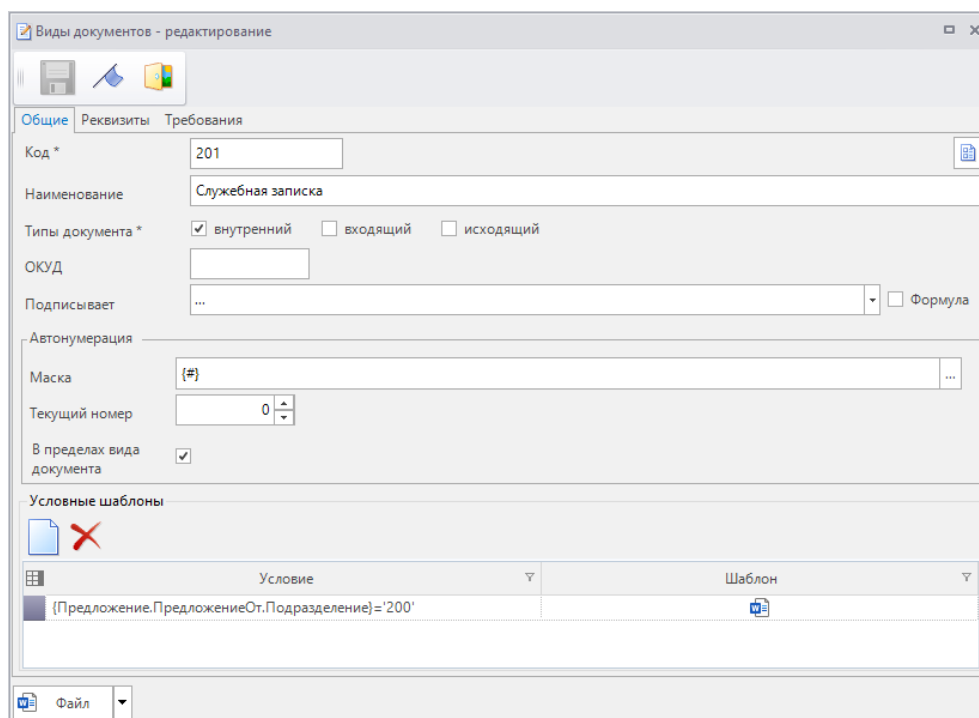 Виды документов - редактирование
Общие Реквизиты Требования
Код * 201
Наименование Служебная записка
Типы документа * внутренний входящий исходящий
ОКУД
Подписывает ... Формула
Автонумерация
Маска {#} ...
Текущий номер 0
В пределах вида
документа
Условные шаблоны
Условие Шаблон
{Предложение.ПредложениеОт.Подразделение}='200'
Файл